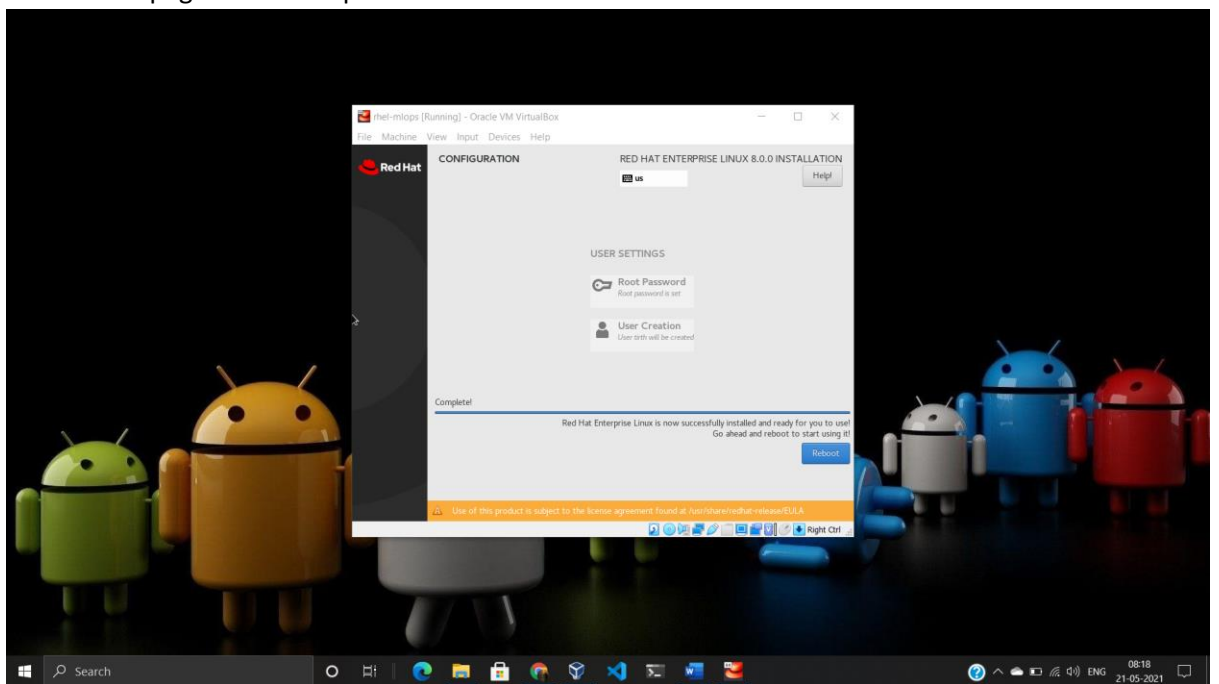 rhel-mlops [Running] - Oracle VM VirtualBox
File Machine View Input Devices Help
Red Hat
CONFIGURATION
RED HAT ENTERPRISE LINUX 8.0.0 INSTALLATION
us
Help!
USER SETTINGS
Root Password
Root password is set
User Creation
User tirth will be created
Complete!
Red Hat Enterprise Linux is now successfully installed and ready for you to use!
Go ahead and reboot to start using it!
Reboot
Use of this product is subject to the license agreement found at /usr/share/redhat-release/EULA
Right Ctrl
Search
ENG
08:18
21-05-2021